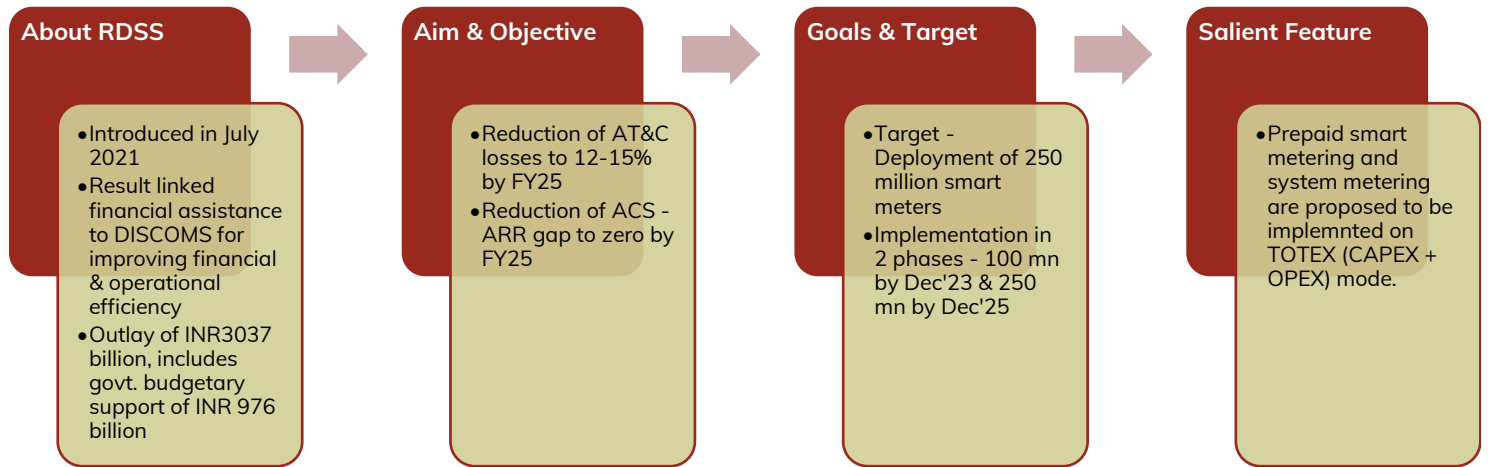 About RDSS
•Introduced in July
2021
•Result linked
financial assistance
to DISCOMS for
improving financial
& operational
efficiency
•Outlay of INR3037
billion, includes
govt. budgetary
support of INR 976
billion
Aim & Objective
•Reduction of AT&C
losses to 12-15%
by FY25
•Reduction of ACS -
ARR gap to zero by
FY25
Goals & Target
•Target -
Deployment of 250
million smart
meters
•Implementation in
2 phases - 100 mn
by Dec'23 & 250
mn by Dec'25
Salient Feature
•Prepaid smart
metering and
system metering
are proposed to be
implemnted on
TOTEX (CAPEX +
OPEX) mode.